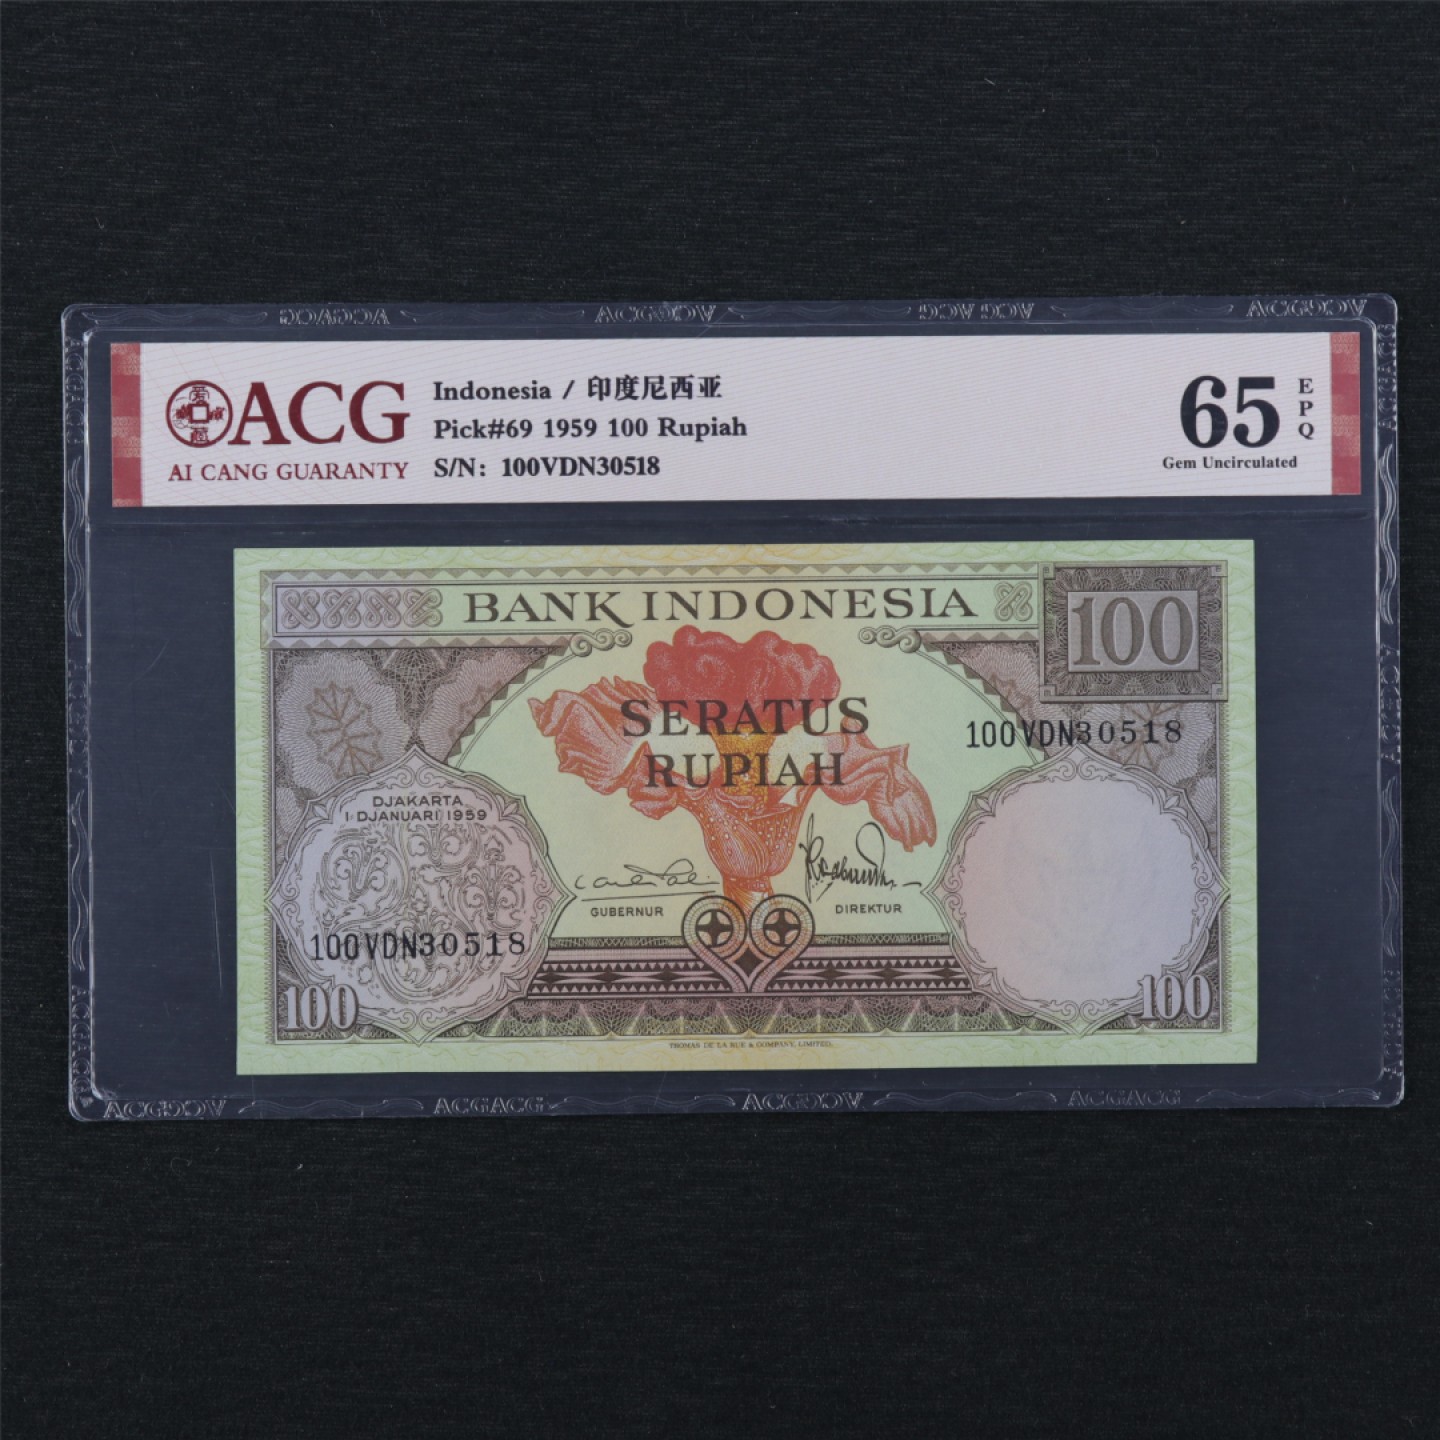 ACG
AI CANG GUARANTY
Indonesia / 印度尼西亚
Pick#69 1959 100 Rupiah
S/N: 100VDN30518
65
EPQ
Gem Uncirculated
BANK INDONESIA
100
SERATUS
RUPIAH
100VDN30518
DJAKARTA
1 DJANUARI 1959
GUBERNUR
DIREKTUR
100VDN30518
100
100
THOMAS DE LA RUE & COMPANY, LIMITED.